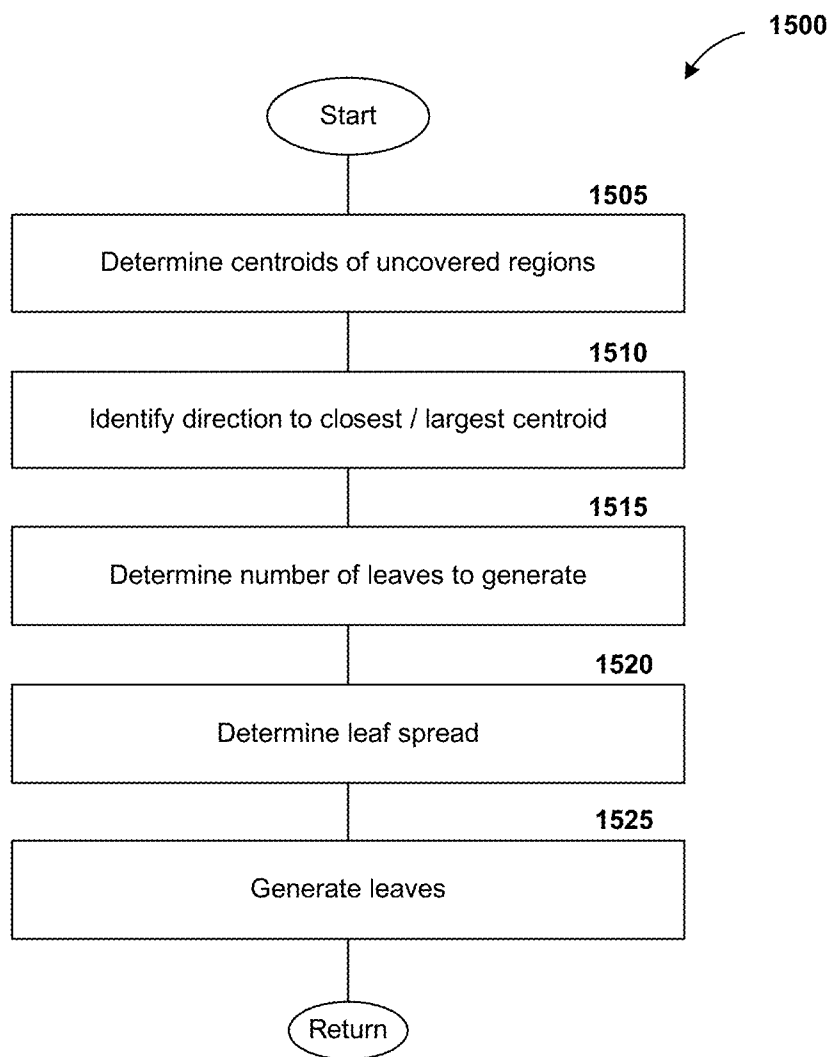 1500
Start
1505
Determine centroids of uncovered regions
1510
Identify direction to closest / largest centroid
1515
Determine number of leaves to generate
1520
Determine leaf spread
1525
Generate leaves
Return